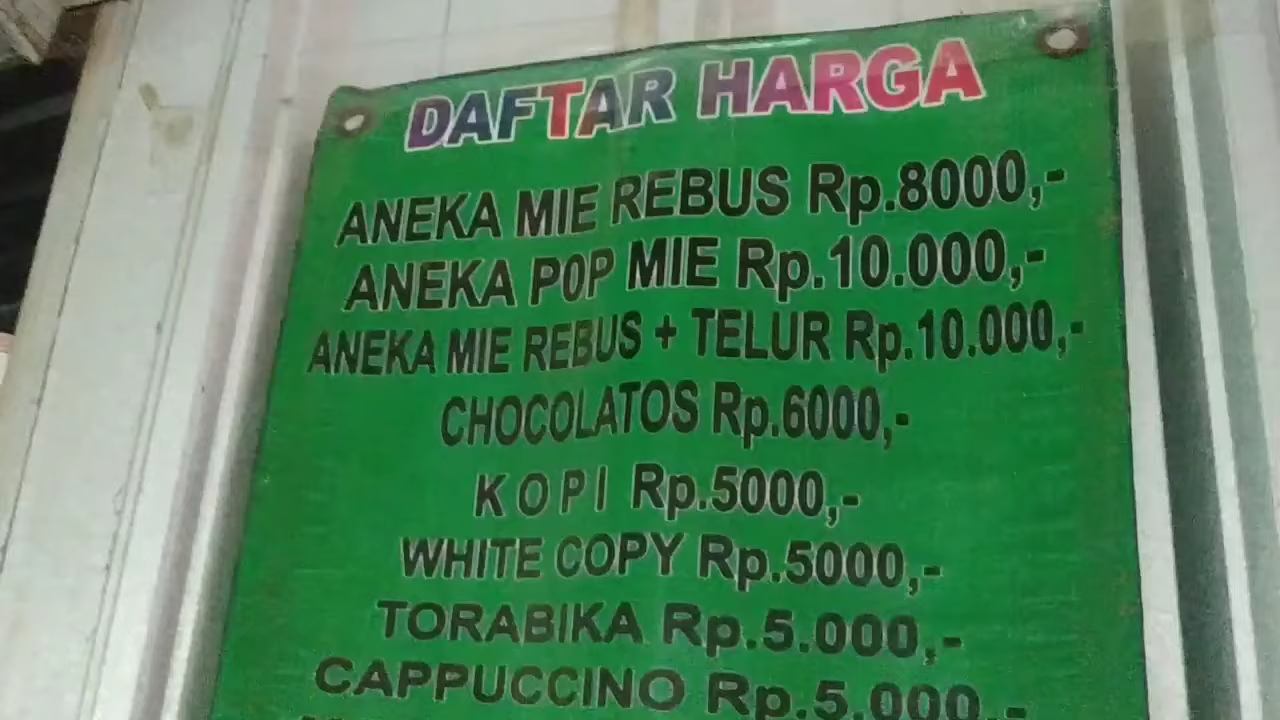 DAFTAR HARGA
ANEKA MIE REBUS Rp.8000,-
ANEKA POP MIE Rp.10.000,-
ANEKA MIE REBUS + TELUR Rp.10.000,-
CHOCOLATOS Rp.6000,-
KOPI Rp.5000,-
WHITE COPY Rp.5000,-
TORABIKA Rp.5.000,-
CAPPUCCINO Rp.5.000,-